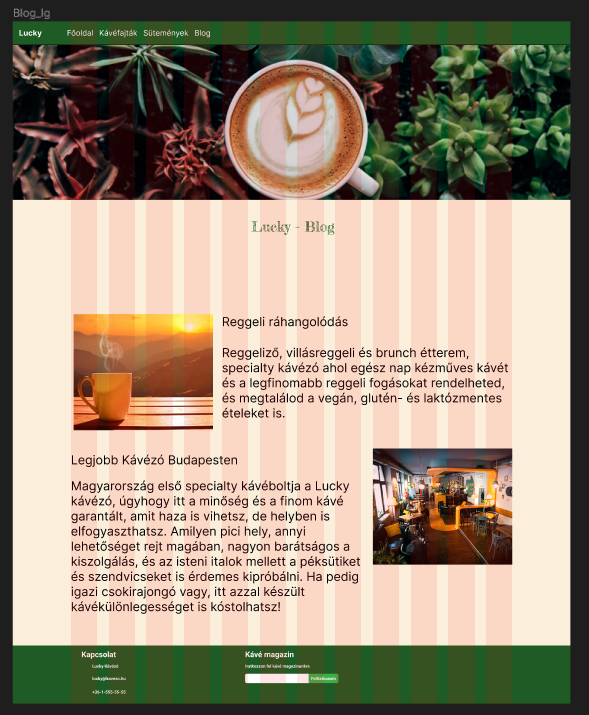 Blog_lg
Lucky Főoldal Kávéfajták Sütemények Blog
Lucky - Blog
Reggeli ráhangolódás
Reggeliző, villásreggeli és brunch étterem,
specialty kávézó ahol egész nap kézműves kávét
és a legfinomabb reggeli fogásokat rendelheted,
és megtalálod a vegán, glutén- és laktózmentes
ételeket is.
Legjobb Kávézó Budapesten
Magyarország első specialty kávéboltja a Lucky
kávézó, úgyhogy itt a minőség és a finom kávé
garantált, amit haza is vihetsz, de helyben is
elfogyaszthatsz. Amilyen pici hely, annyi
lehetőséget rejt magában, nagyon barátságos a
kiszolgálás, és az isteni italok mellett a péksütiket
és szendvicseket is érdemes kipróbálni. Ha pedig
igazi csokirajongó vagy, itt azzal készült
kávékülönlegességet is kóstolhatsz!
Kapcsolat
Lucky Kávézó
+36-1-555-55-55
Kávé magazin
Iratkozzon fel kávé magazinunkra
Feliratkozom